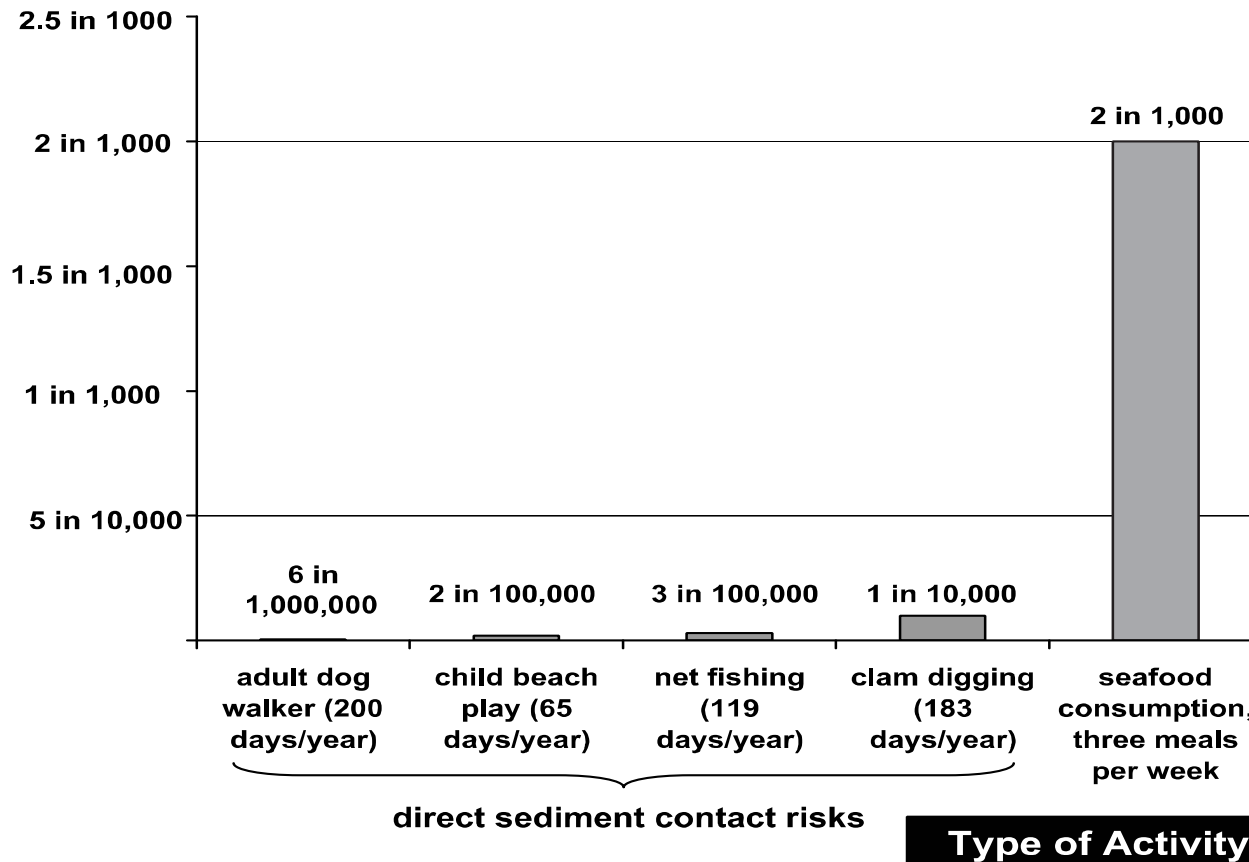 2.5 in 1000
2 in 1,000
1.5 in 1,000
1 in 1,000
5 in 10,000
6 in
1,000,000
2 in 100,000
3 in 100,000
1 in 10,000
2 in 1,000
adult dog
walker (200
days/year)
child beach
play (65
days/year)
net fishing
(119
days/year)
clam digging
(183
days/year)
seafood
consumption,
three meals
per week
direct sediment contact risks
Type of Activity